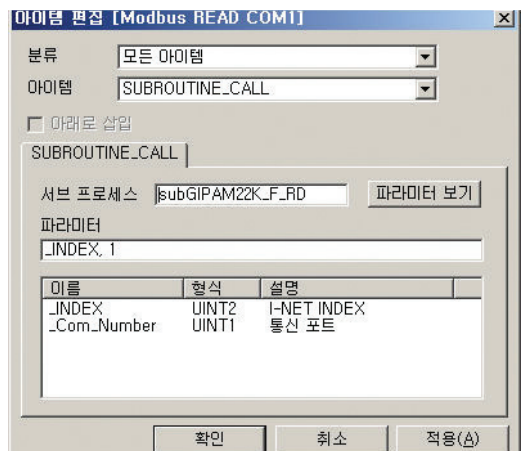 아이템 편집 [Modbus READ COM1]
분류 모든 아이템
아이템 SUBROUTINE_CALL
아래로 삽입
SUBROUTINE_CALL
서브 프로세스 subGIPAM22K_F_RD 파라미터 보기
파라미터
_INDEX, 1
이름 형식 설명
_INDEX UINT2 I-NET INDEX
_Com_Number UINT1 통신 포트
확인 취소 적용(A)